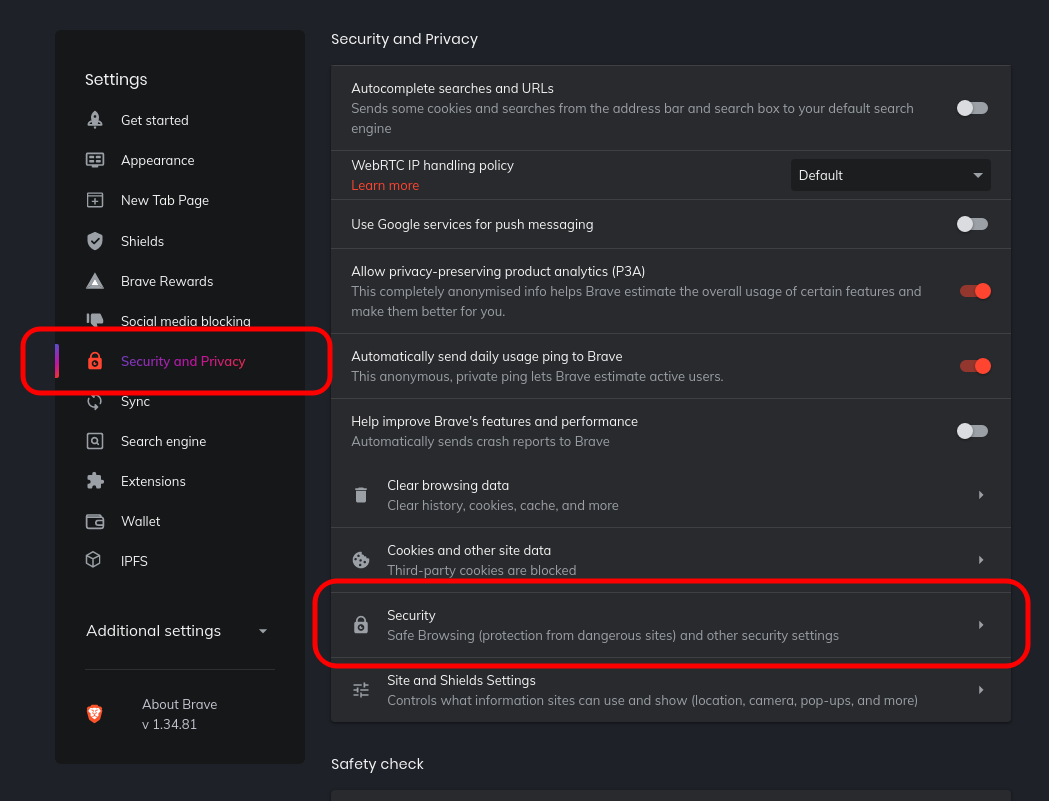 Settings
Get started
Appearance
New Tab Page
Shields
Brave Rewards
Social media blocking
Security and Privacy
Sync
Search engine
Extensions
Wallet
IPFS
Additional settings
About Brave
v 1.34.81
Security and Privacy
Autocomplete searches and URLs
Sends some cookies and searches from the address bar and search box to your default search
engine
WebRTC IP handling policy
Learn more
Default
Use Google services for push messaging
Allow privacy-preserving product analytics (P3A)
This completely anonymised info helps Brave estimate the overall usage of certain features and
make them better for you.
Automatically send daily usage ping to Brave
This anonymous, private ping lets Brave estimate active users.
Help improve Brave's features and performance
Automatically sends crash reports to Brave
Clear browsing data
Clear history, cookies, cache, and more
Cookies and other site data
Third-party cookies are blocked
Security
Safe Browsing (protection from dangerous sites) and other security settings
Site and Shields Settings
Controls what information sites can use and show (location, camera, pop-ups, and more)
Safety check